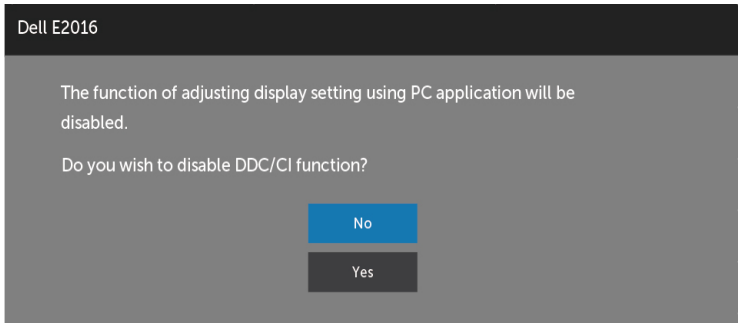 Dell E2016
The function of adjusting display setting using PC application will be
disabled.
Do you wish to disable DDC/CI function?
No
Yes